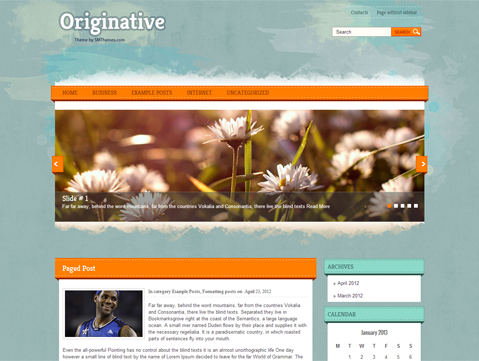 Originative
Theme by SMThemes.com
Contacts
Page without sidebar
Search
SEARCH
HOME
BUSINESS
EXAMPLE POSTS
INTERNET
UNCATEGORIZED
Slide # 1
Far far away, behind the word mountains, far from the countries Vokalia and Consonantia, there live the blind texts Read More
Paged Post
In category Example Posts, Formatting posts on April 23, 2012
Far far away, behind the word mountains, far from the countries Vokalia
and Consonantia, there live the blind texts. Separated they live in
Bookmarksgrove right at the coast of the Semantics, a large language
ocean. A small river named Duden flows by their place and supplies it with
the necessary regelialia. It is a paradisematic country, in which roasted
parts of sentences fly into your mouth.
Even the all-powerful Pointing has no control about the blind texts it is an almost unorthographic life One day
however a small line of blind text by the name of Lorem Ipsum decided to leave for the far World of Grammar. The
ARCHIVES
April 2012
March 2012
CALENDAR
January 2013
M T W T F S S
1 2 3 4 5 6